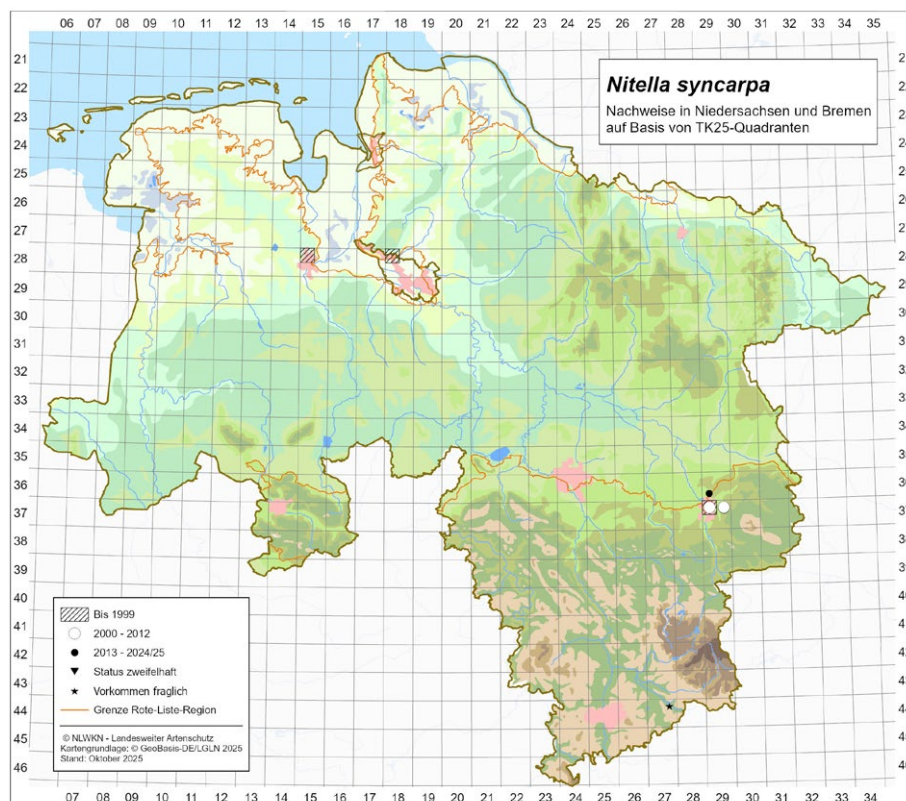 06 07 08 09 10 11 12 13 14 15 16 17 18 19 20 21 22 23 24 25 26 27 28 29 30 31 32 33 34 35
Nitella syncarpa
Nachweise in Niedersachsen und Bremen
auf Basis von TK25-Quadranten
21
22
23
24
25
26
27
28
29
30
31
32
33
34
35
36
37
38
39
40
41
42
43
44
45
46
Bis 1999
2000 - 2012
2013 - 2024/25
Status zweifelhaft
Vorkommen fraglich
Grenze Rote-Liste-Region
© NLWKN - Landesweiter Artenschutz
Kartengrundlage: © GeoBasis-DE/LGLN 2025
Stand: Oktober 2025
07 08 09 10 11 12 13 14 15 16 17 18 19 20 21 22 23 24 25 26 27 28 29 30 31 32 33 34